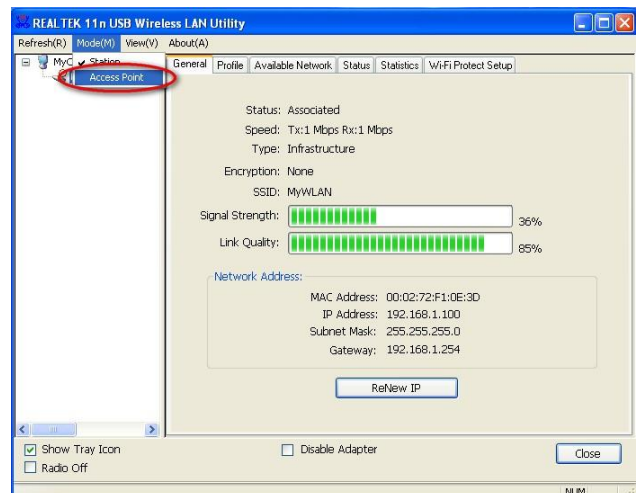 REALTEK 11n USB Wireless LAN Utility
Refresh(R) Mode(M) View(V) About(A)
Station
Access Point
General Profile Available Network Status Statistics Wi-Fi Protect Setup
Status: Associated
Speed: Tx:1 Mbps Rx:1 Mbps
Type: Infrastructure
Encryption: None
SSID: MyWLAN
Signal Strength: 36%
Link Quality: 85%
Network Address:
MAC Address: 00:02:72:F1:0E:3D
IP Address: 192.168.1.100
Subnet Mask: 255.255.255.0
Gateway: 192.168.1.254
ReNew IP
Show Tray Icon Disable Adapter Close
Radio Off
NUM